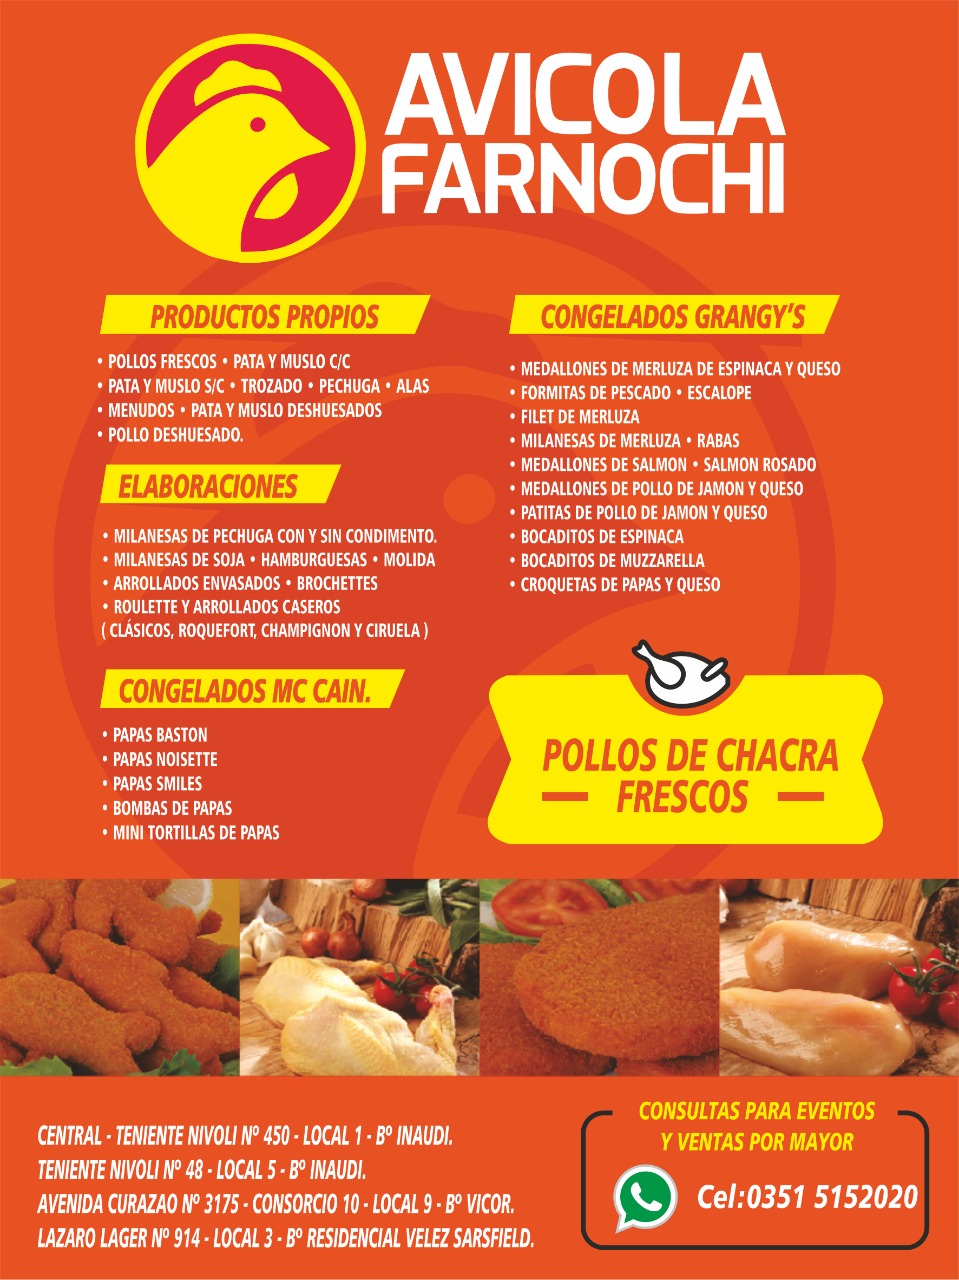 AVICOLA
FARNOCHI
PRODUCTOS PROPIOS
• POLLOS FRESCOS • PATA Y MUSLO C/C
• PATA Y MUSLO S/C • TROZADO • PECHUGA • ALAS
• MENUDOS • PATA Y MUSLO DESHUESADOS
• POLLO DESHUESADO.
ELABORACIONES
• MILANESAS DE PECHUGA CON Y SIN CONDIMENTO.
• MILANESAS DE SOJA • HAMBURGUESAS • MOLIDA
• ARROLLADOS ENVASADOS • BROCHETTES
• ROULETTE Y ARROLLADOS CASEROS
( CLÁSICOS, ROQUEFORT, CHAMPIGNON Y CIRUELA )
CONGELADOS MC CAIN.
• PAPAS BASTON
• PAPAS NOISETTE
• PAPAS SMILES
• BOMBAS DE PAPAS
• MINI TORTILLAS DE PAPAS
CONGELADOS GRANGY'S
• MEDALLONES DE MERLUZA DE ESPINACA Y QUESO
• FORMITAS DE PESCADO • ESCALOPE
• FILET DE MERLUZA
• MILANESAS DE MERLUZA • RABAS
• MEDALLONES DE SALMON • SALMON ROSADO
• MEDALLONES DE POLLO DE JAMON Y QUESO
• PATITAS DE POLLO DE JAMON Y QUESO
• BOCADITOS DE ESPINACA
• BOCADITOS DE MUZZARELLA
• CROQUETAS DE PAPAS Y QUESO
POLLOS DE CHACRA
FRESCOS
CENTRAL - TENIENTE NIVOLI Nº 450 - LOCAL 1 - Bº INAUDI.
TENIENTE NIVOLI Nº 48 - LOCAL 5 - Bº INAUDI.
AVENIDA CURAZAO Nº 3175 - CONSORCIO 10 - LOCAL 9 - Bº VICOR.
LAZARO LAGER Nº 914 - LOCAL 3 - Bº RESIDENCIAL VELEZ SARSFIELD.
CONSULTAS PARA EVENTOS
Y VENTAS POR MAYOR
Cel:0351 5152020